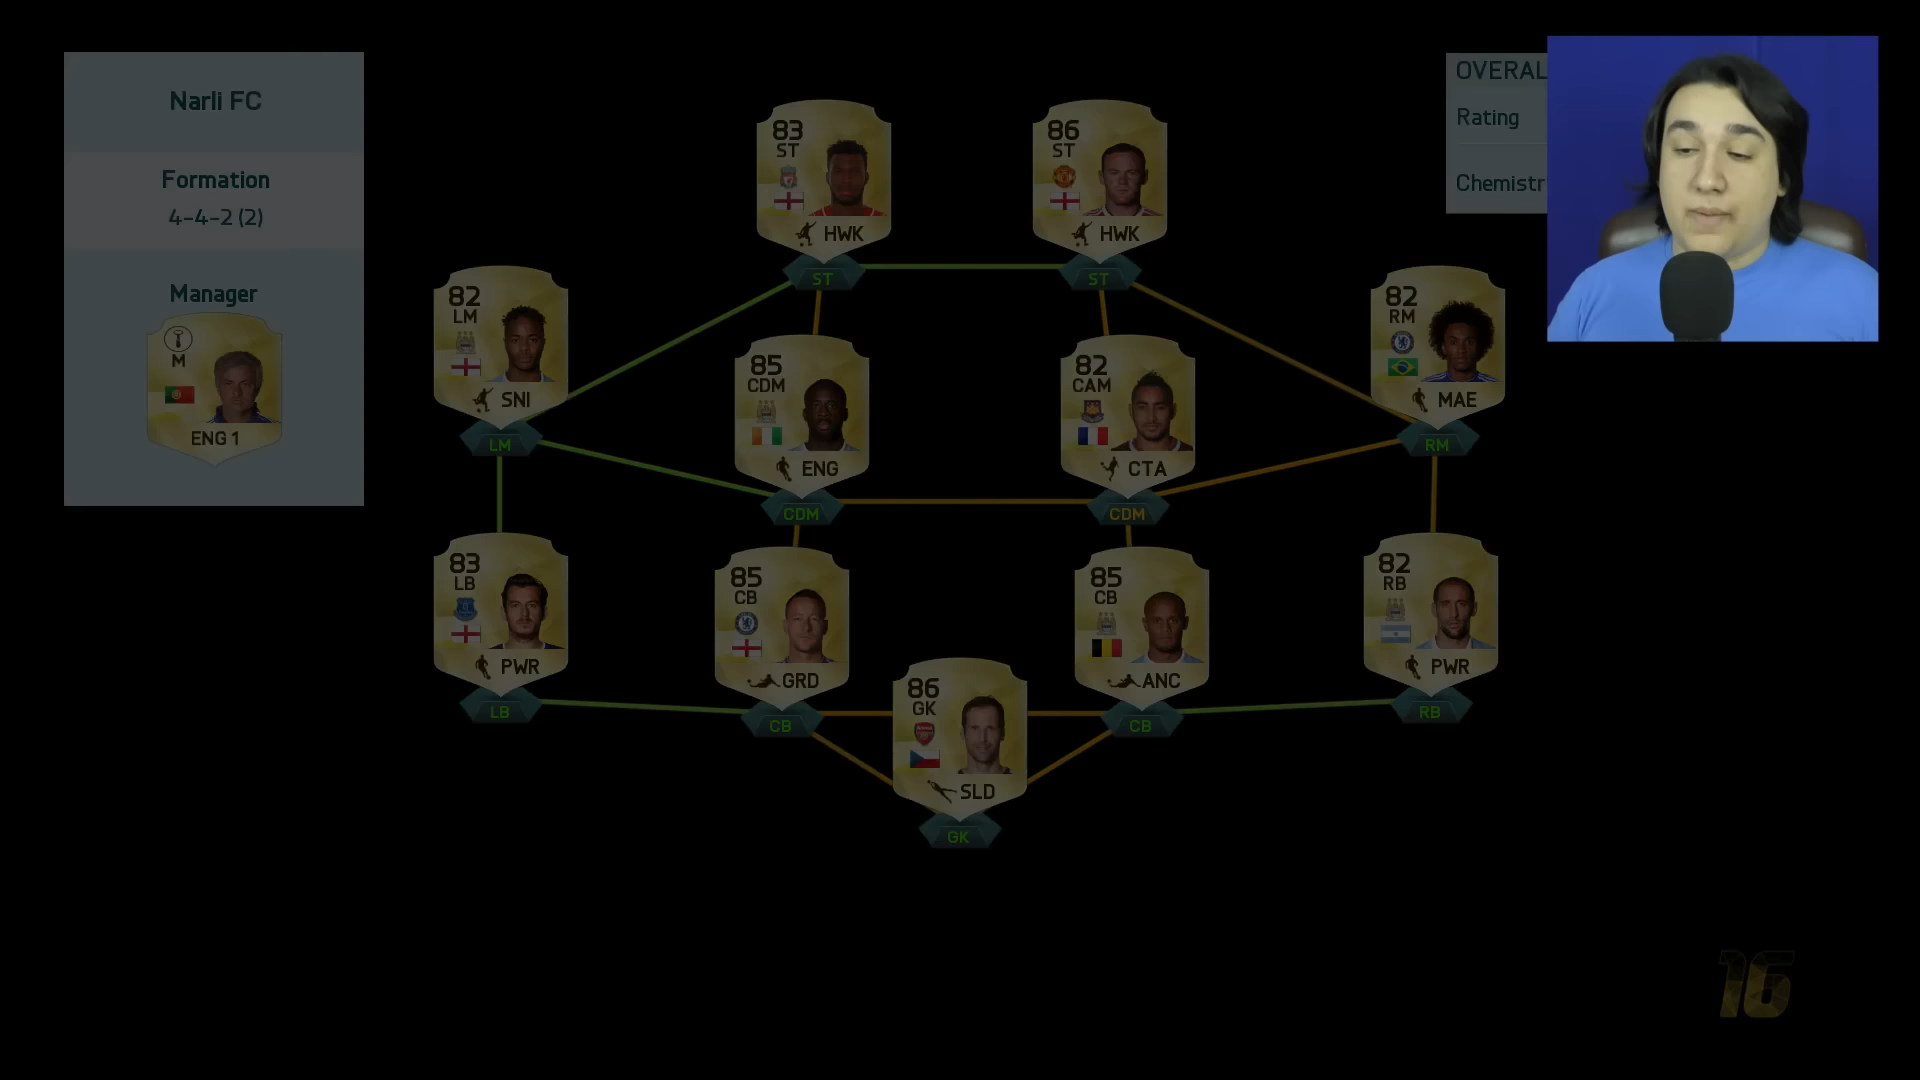 Narli FC
Formation
4-4-2 (2)
Manager
M
ENG 1
OVERAL
Rating
Chemistr
83
ST
HWK
ST
86
ST
HWK
ST
82
LM
SNI
LM
85
CDM
ENG
CDM
82
CAM
CTA
CDM
82
RM
MAE
RM
83
LB
PWR
LB
85
CB
GRD
CB
85
CB
ANC
CB
82
RB
PWR
RB
86
GK
SLD
GK
16